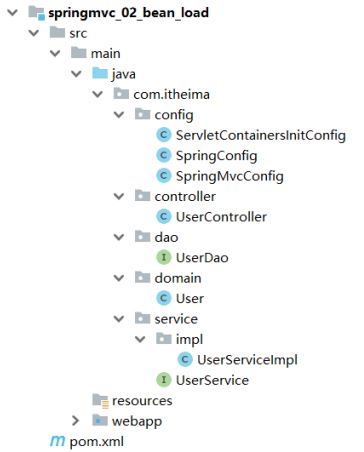 springmvc_02_bean_load
src
main
java
com.itheima
config
ServletContainersInitConfig
SpringConfig
SpringMvcConfig
controller
UserController
dao
UserDao
domain
User
service
impl
UserServiceImpl
UserService
resources
webapp
pom.xml